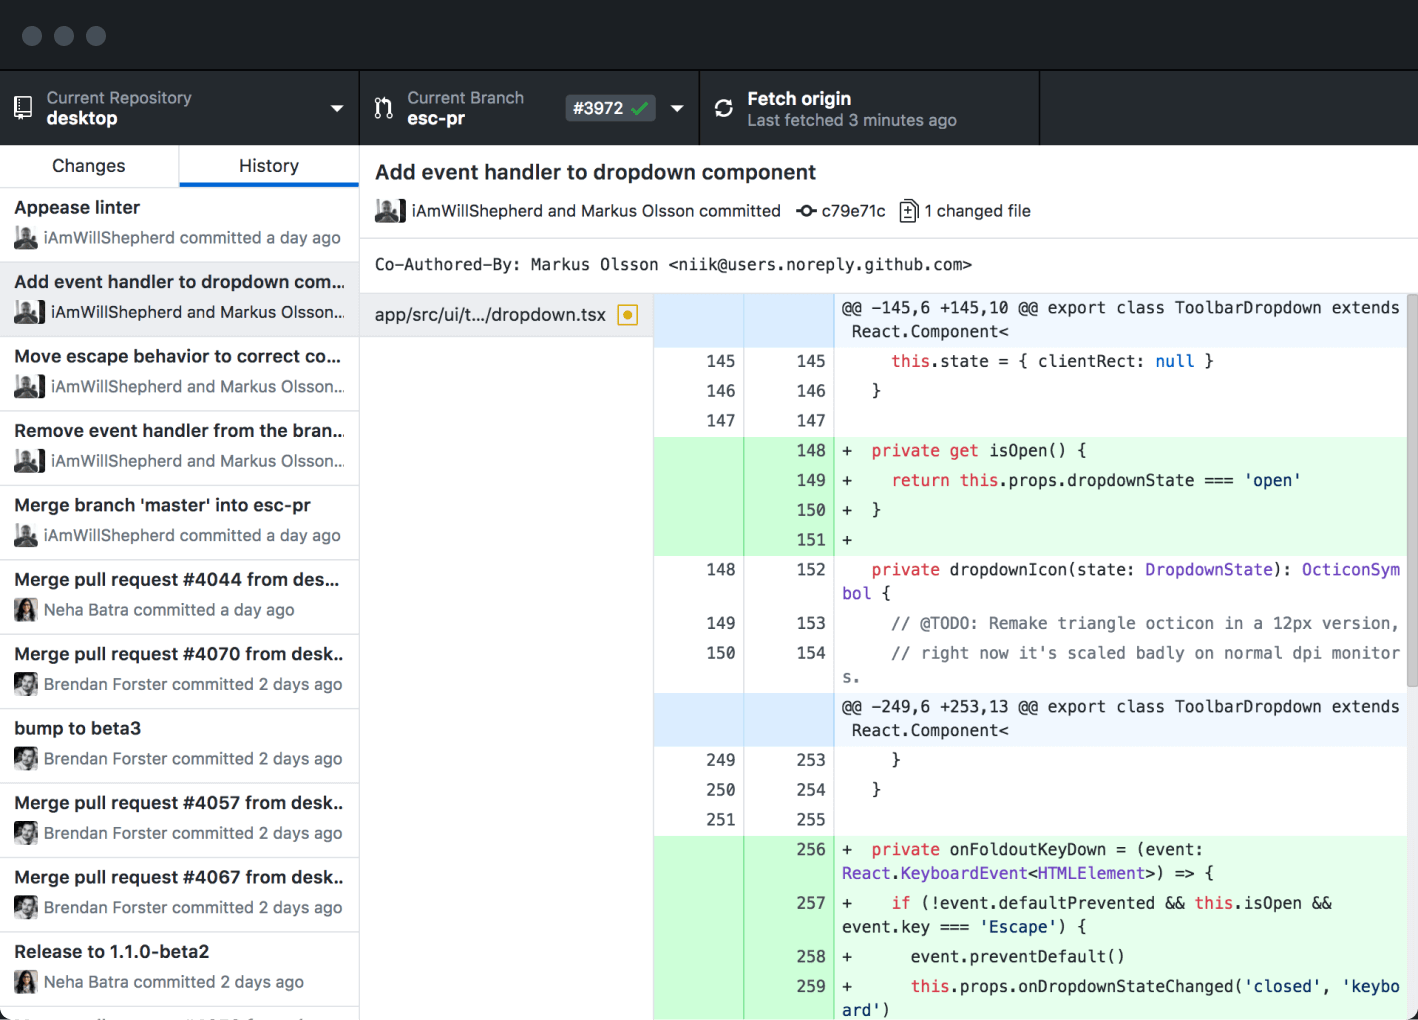 Current Repository
desktop
Current Branch
esc-pr
#3972
Fetch origin
Last fetched 3 minutes ago
Changes
History
Appease linter
iAmWillShepherd committed a day ago
Add event handler to dropdown com...
iAmWillShepherd and Markus Olsson...
Move escape behavior to correct co...
iAmWillShepherd and Markus Olsson...
Remove event handler from the bran...
iAmWillShepherd and Markus Olsson...
Merge branch 'master' into esc-pr
iAmWillShepherd committed a day ago
Merge pull request #4044 from des...
Neha Batra committed a day ago
Merge pull request #4070 from desk..
Brendan Forster committed 2 days ago
bump to beta3
Brendan Forster committed 2 days ago
Merge pull request #4057 from desk..
Brendan Forster committed 2 days ago
Merge pull request #4067 from desk..
Brendan Forster committed 2 days ago
Release to 1.1.0-beta2
Neha Batra committed 2 days ago
Add event handler to dropdown component
iAmWillShepherd and Markus Olsson committed c79e71c 1 changed file
Co-Authored-By: Markus Olsson <niik@users.noreply.github.com>
app/src/ui/t.../dropdown.tsx
@@ -145,6 +145,10 @@ export class ToolbarDropdown extends
React.Component<
145 145 this.state = { clientRect: null }
146 146 }
147 147
148 + private get isOpen() {
149 + return this.props.dropdownState === 'open'
150 + }
151 +
148 152 private dropdownIcon(state: DropdownState): OcticonSym
bol {
149 153 // @TODO: Remake triangle octicon in a 12px version,
150 154 // right now it's scaled badly on normal dpi monitor
s.
@@ -249,6 +253,13 @@ export class ToolbarDropdown extends
React.Component<
249 253 }
250 254 }
251 255
256 + private onFoldoutKeyDown = (event:
React.KeyboardEvent<HTMLElement>) => {
257 + if (!event.defaultPrevented && this.isOpen &&
event.key === 'Escape') {
258 + event.preventDefault()
259 + this.props.onDropdownStateChanged('closed', 'keybo
ard')